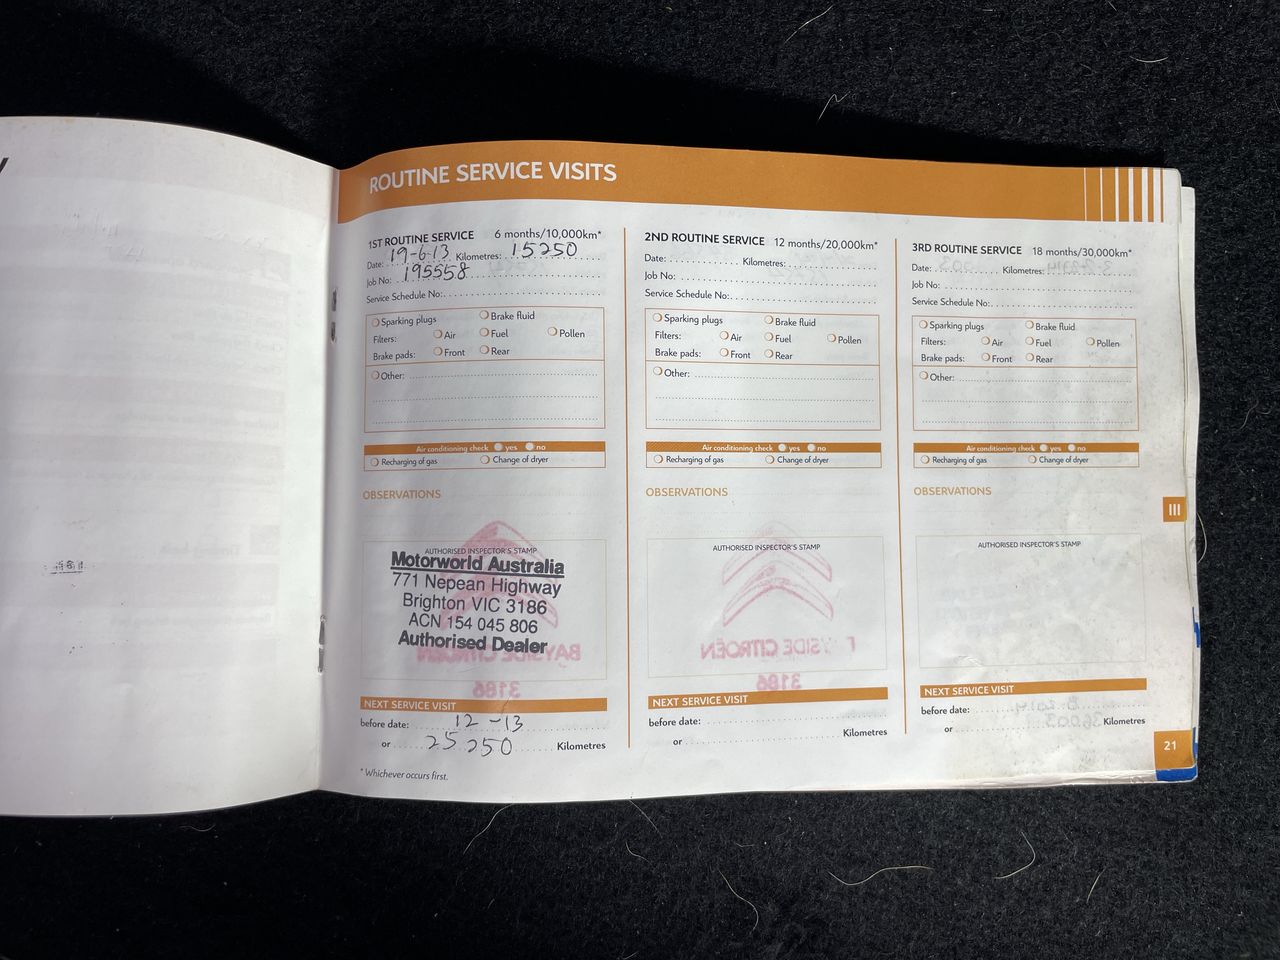 ROUTINE SERVICE VISITS
1ST ROUTINE SERVICE 6 months/10,000km*
Date: 19-6-13 Kilometres: 15250
Job No: 195558
Service Schedule No:
Sparking plugs Brake fluid
Filters: Air Fuel Pollen
Brake pads: Front Rear
Other:
Air conditioning check yes no
Recharging of gas Change of dryer
OBSERVATIONS
AUTHORISED INSPECTOR'S STAMP
Motorworld Australia
771 Nepean Highway
Brighton VIC 3186
ACN 154 045 806
Authorised Dealer
BAYSIDE CITROËN
3186
NEXT SERVICE VISIT
before date: 12-13
or 25250 Kilometres
* Whichever occurs first.
2ND ROUTINE SERVICE 12 months/20,000km*
Date: Kilometres:
Job No:
Service Schedule No:
Sparking plugs Brake fluid
Filters: Air Fuel Pollen
Brake pads: Front Rear
Other:
Air conditioning check yes no
Recharging of gas Change of dryer
OBSERVATIONS
AUTHORISED INSPECTOR'S STAMP
CITROËN
3186
NEXT SERVICE VISIT
before date:
or Kilometres
3RD ROUTINE SERVICE 18 months/30,000km*
Date: Kilometres:
Job No:
Service Schedule No:
Sparking plugs Brake fluid
Filters: Air Fuel Pollen
Brake pads: Front Rear
Other:
Air conditioning check yes no
Recharging of gas Change of dryer
OBSERVATIONS
AUTHORISED INSPECTOR'S STAMP
NEXT SERVICE VISIT
before date:
or Kilometres
III
21